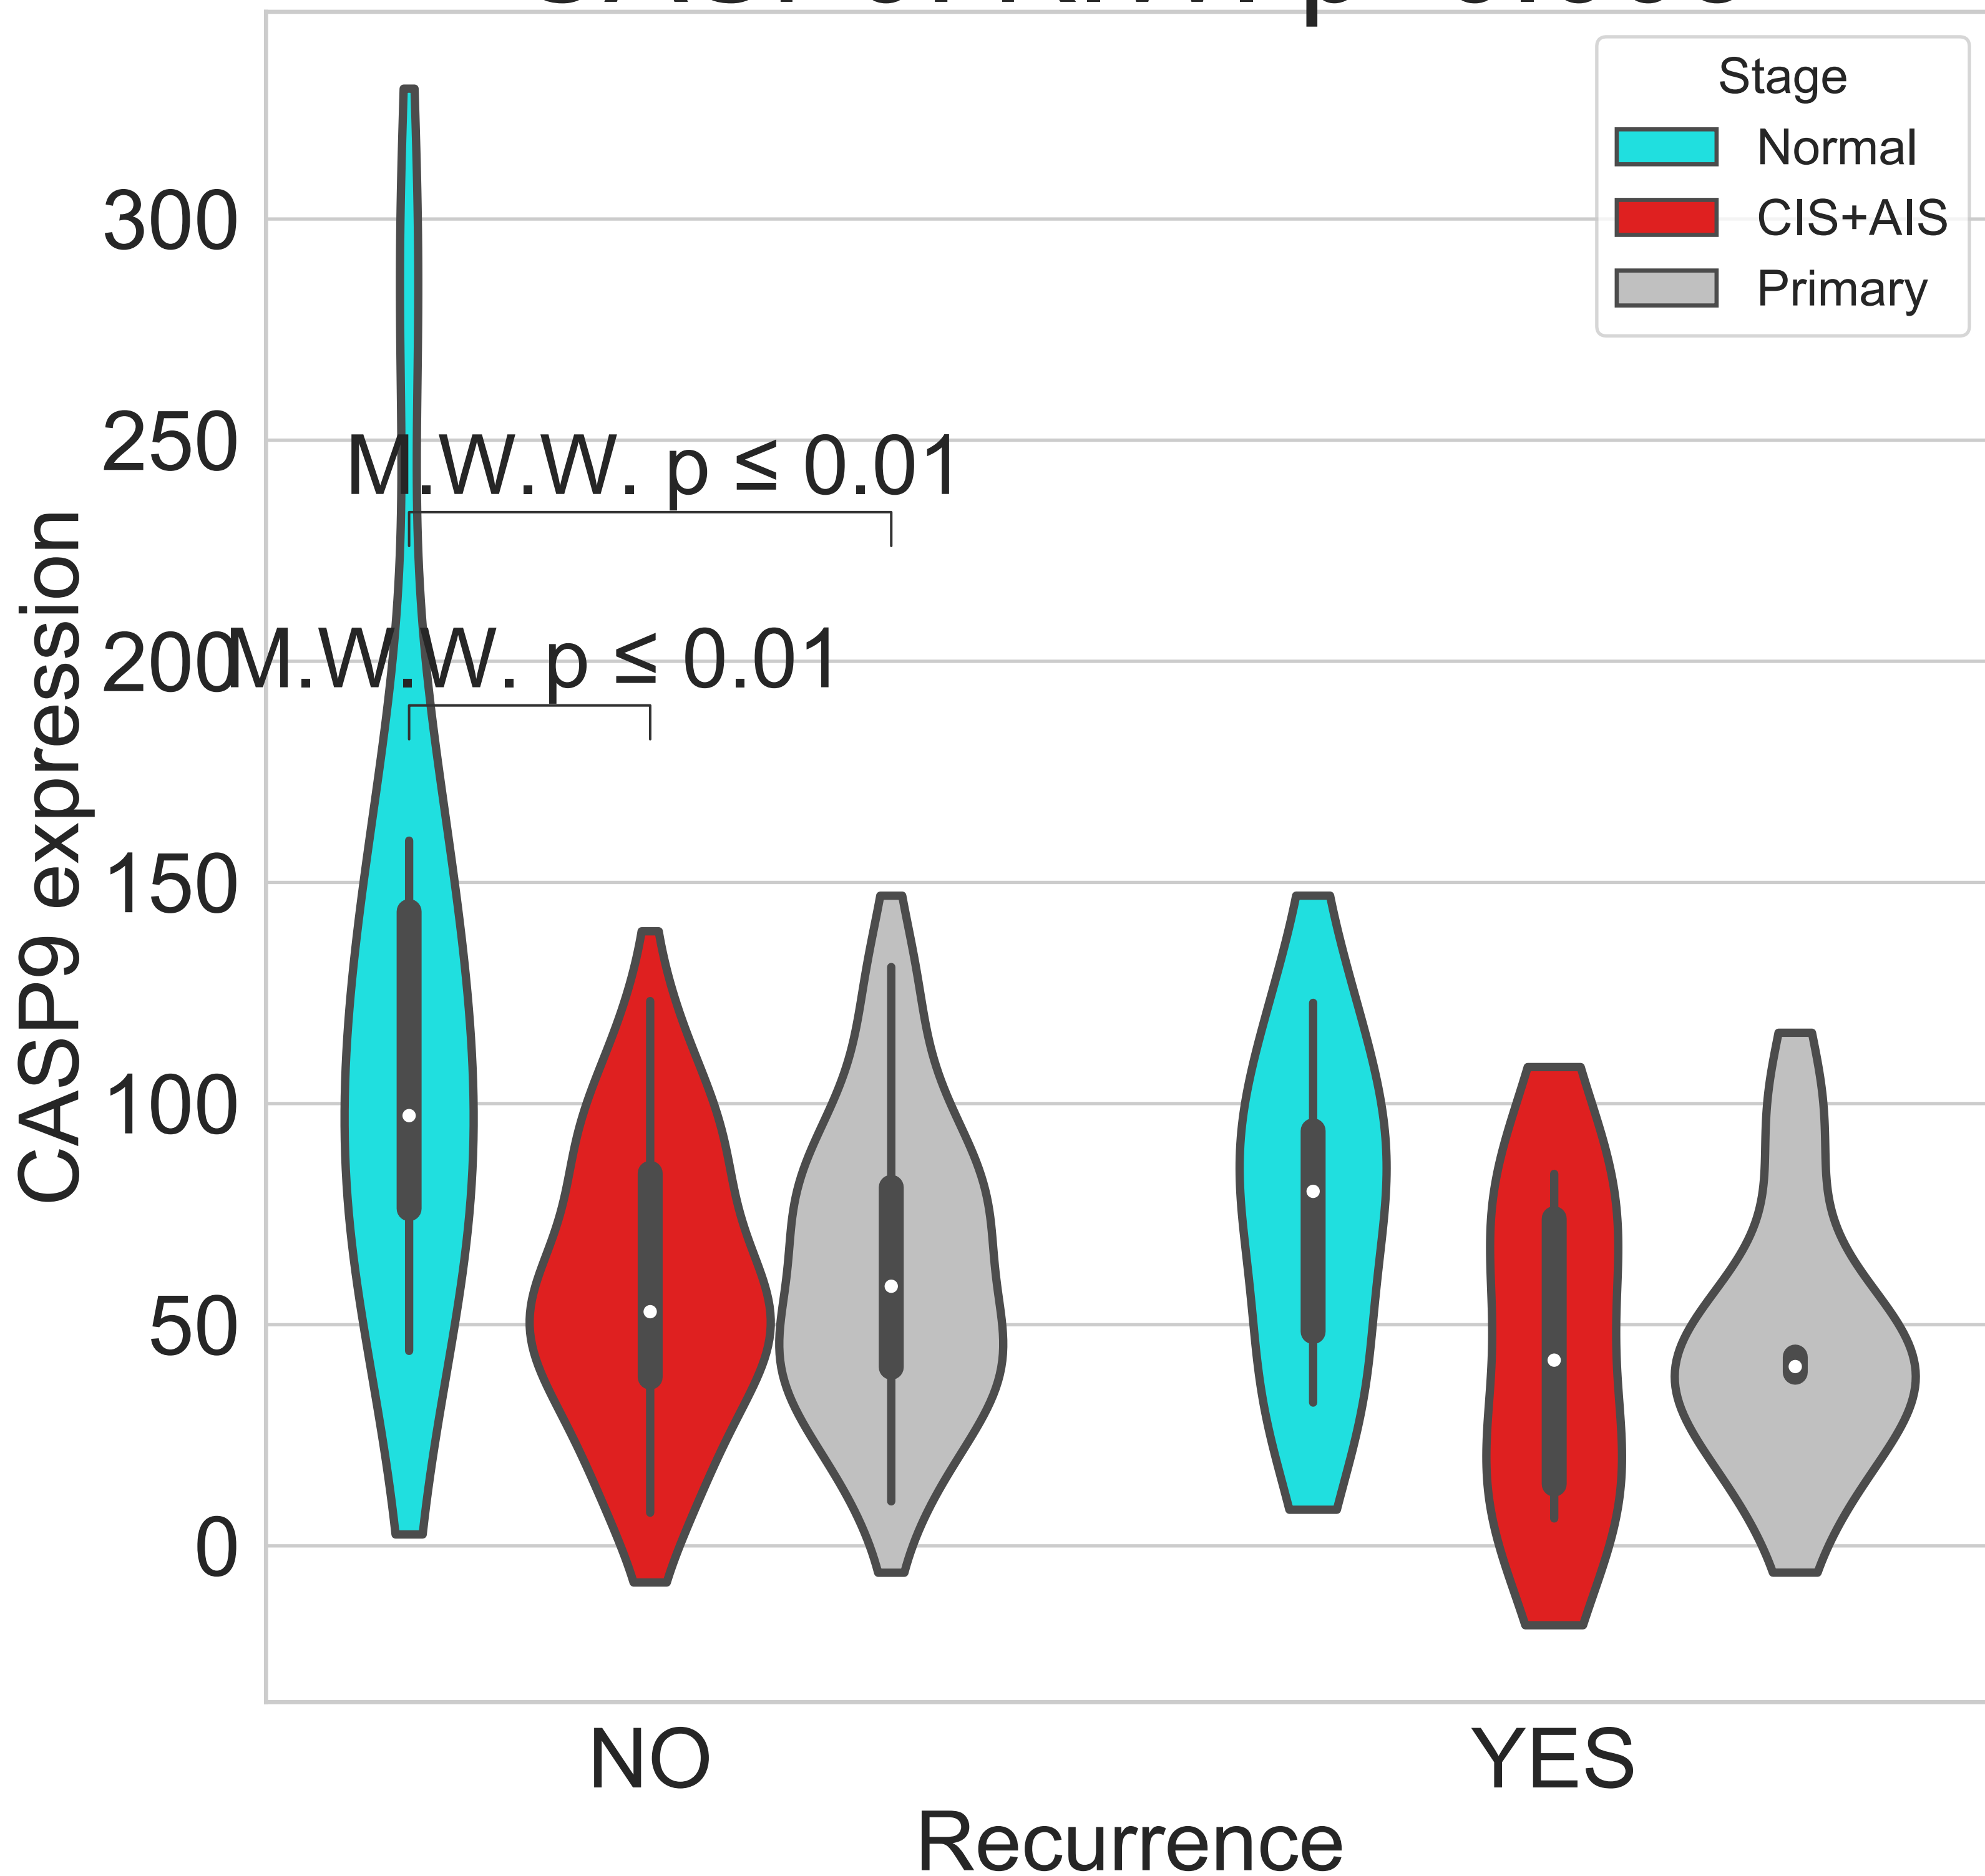 Stage
Normal
CIS+AIS
Primary
300
250
200
150
100
50
0
CASP9 expression
M.W.W. p ≤ 0.01
M.W.W. p ≤ 0.01
NO
YES
Recurrence